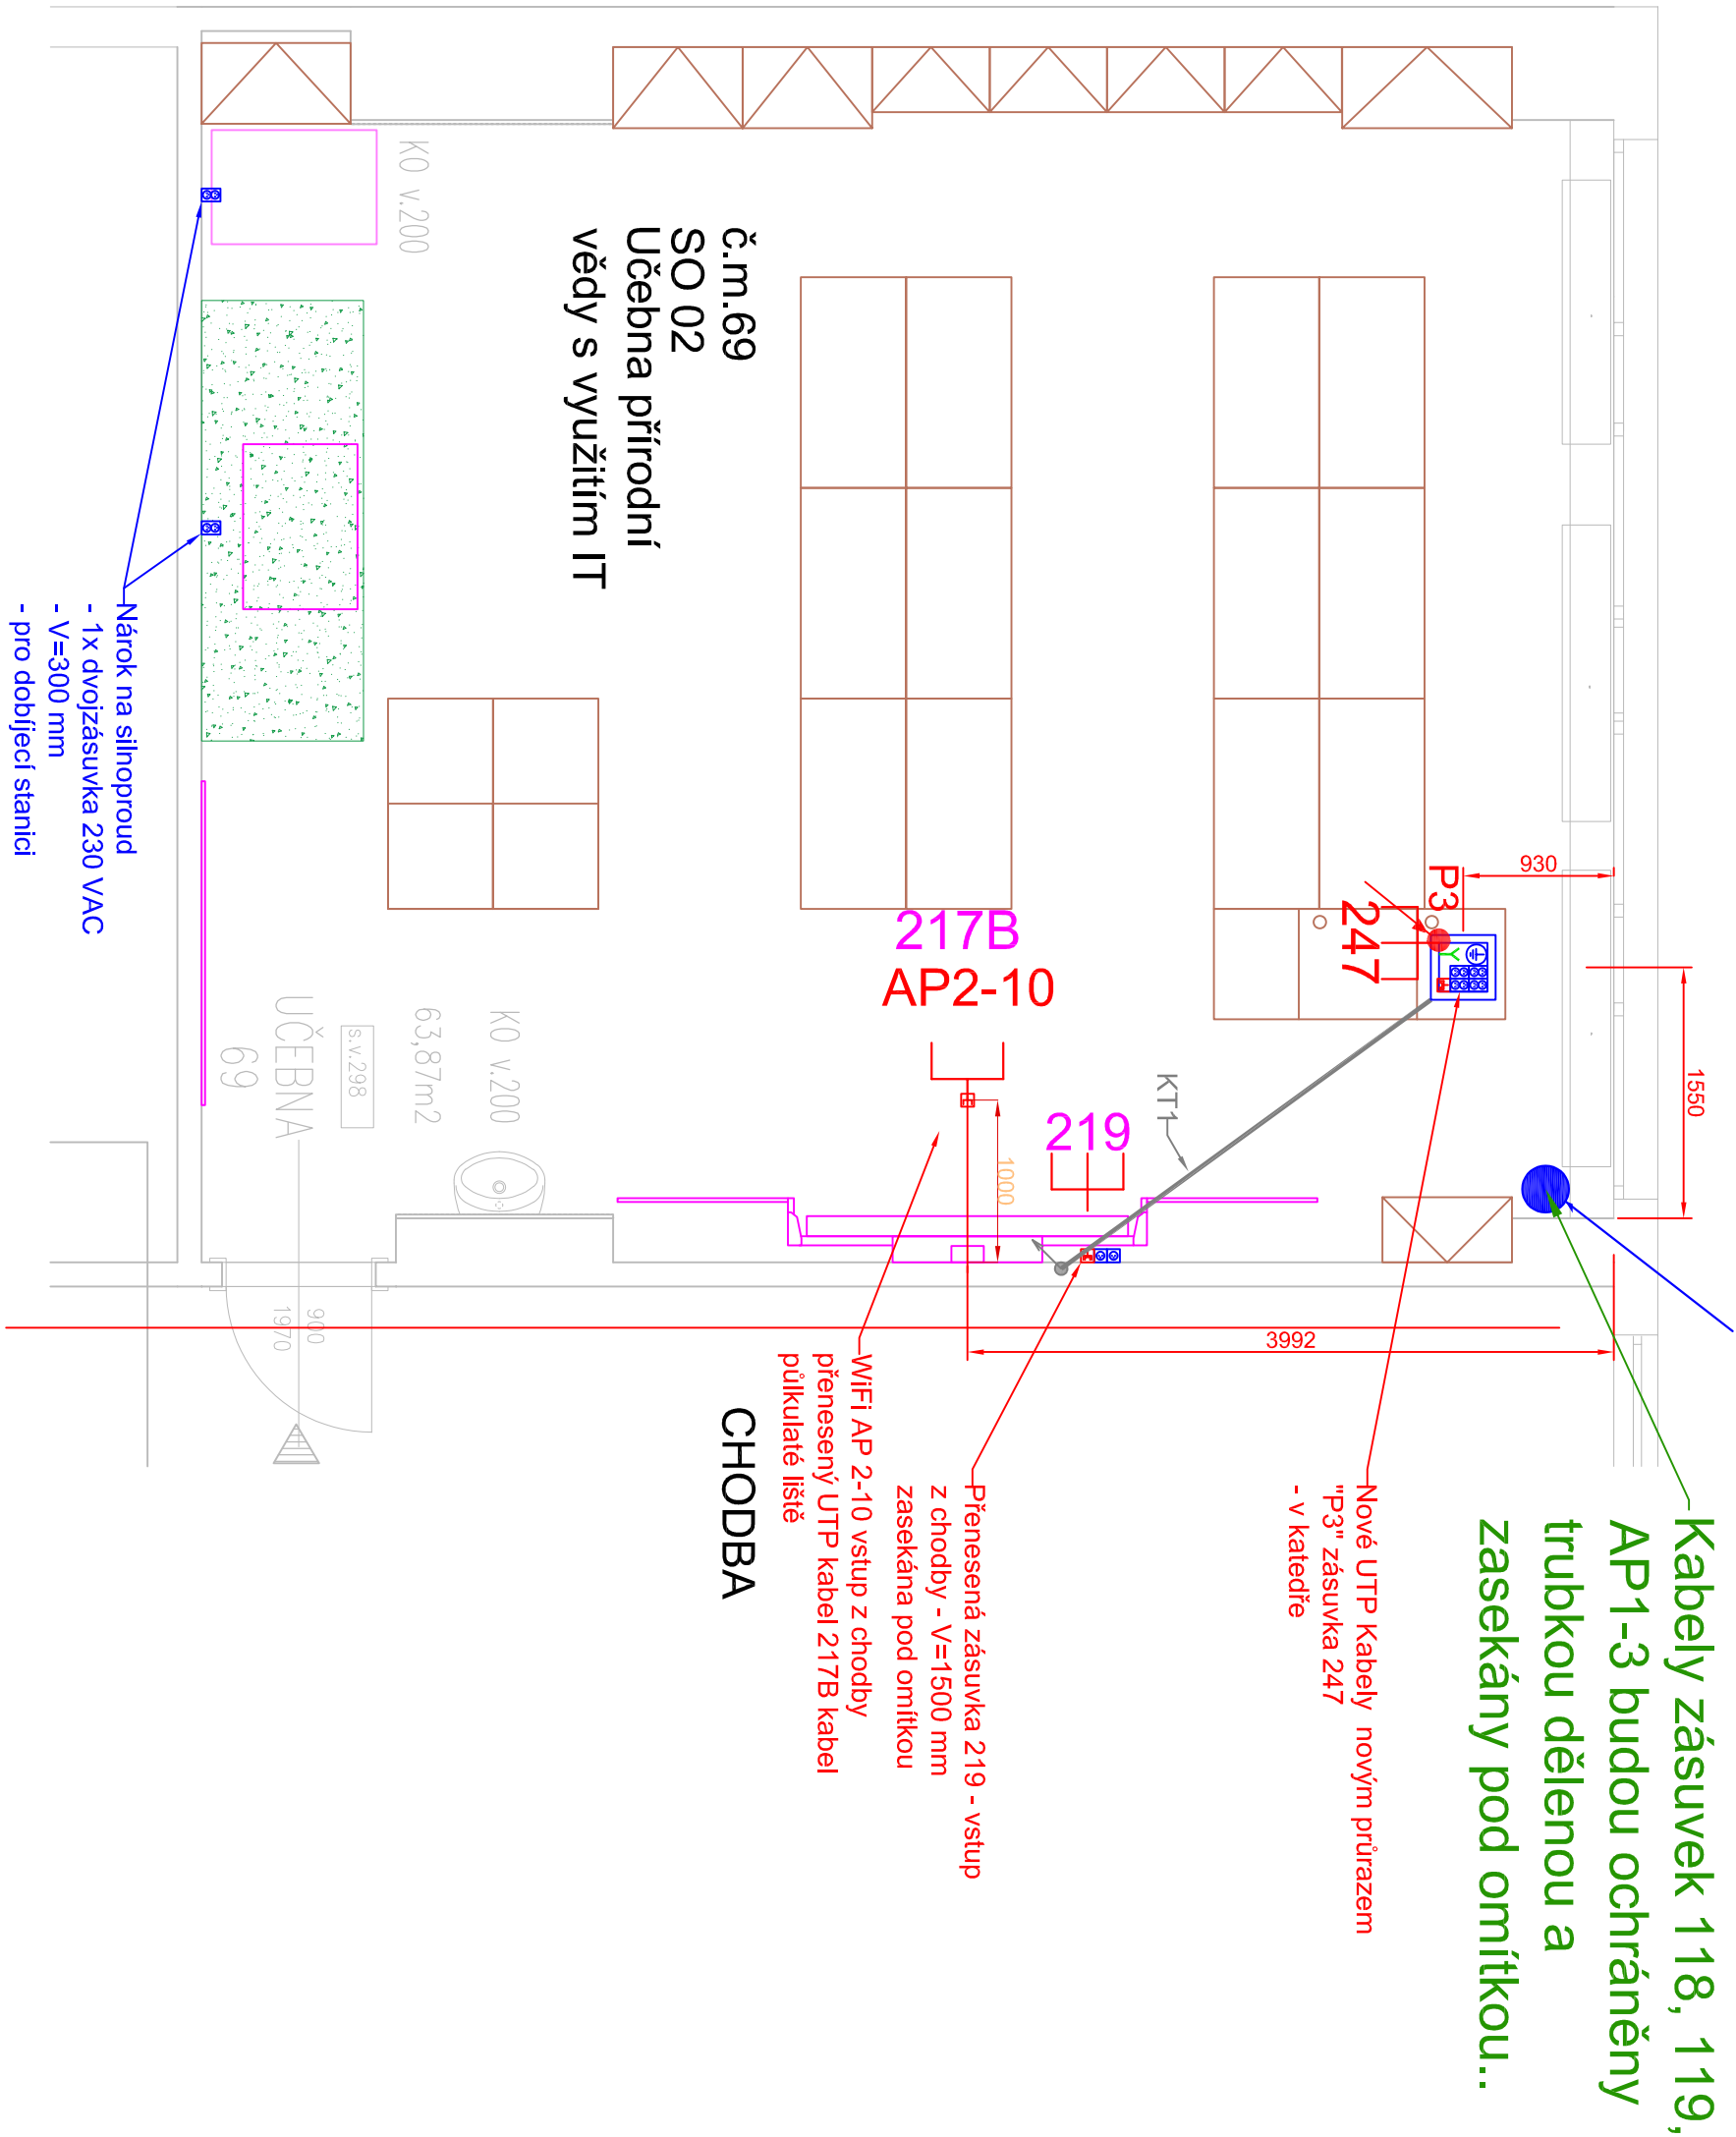 KO v.200
č.m.69
SO 02
Učebna přírodní
vědy s využitím IT
Nárok na silnoproud
- 1x dvojzásuvka 230 VAC
- V=300 mm
- pro dobíjecí stanici
P3
247
930
1550
217B
AP2-10
219
1000
KT1
KO v.200
63,87m2
s.v.298
UČEBNA
69
900
1970
3992
CHODBA
WiFi AP 2-10 vstup z chodby
přenesený UTP kabel 217B kabel
půlkulaté liště
Přenesená zásuvka 219 - vstup
z chodby - V=1500 mm
zasekána pod omítkou
Nové UTP Kabely novým průrazem
"P3" zásuvka 247
- v katedře
Kabely zásuvek 118, 119,
AP1-3 budou ochráněny
trubkou dělenou a
zasekány pod omítkou..